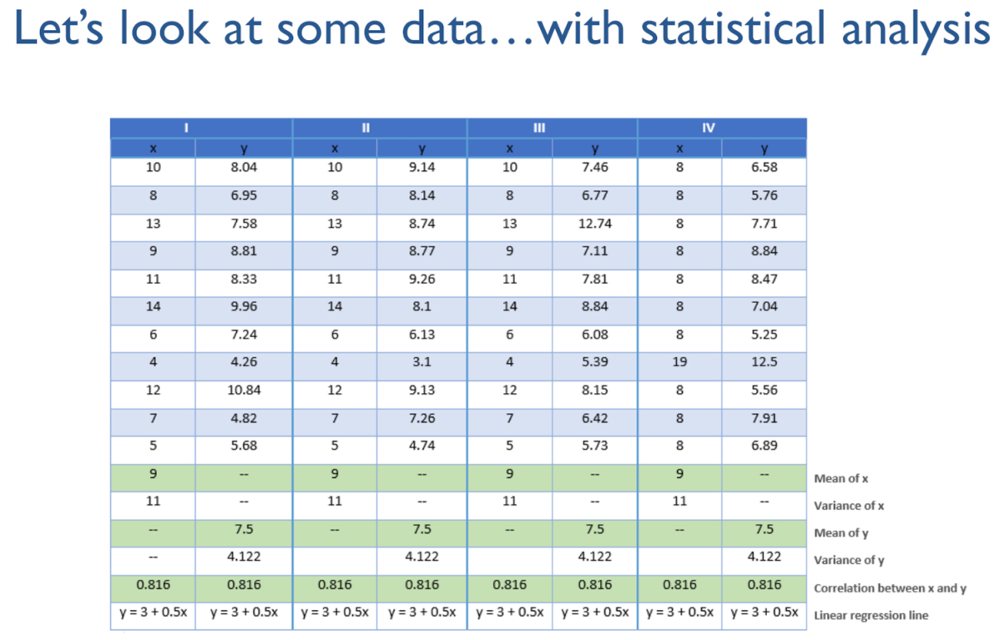 Let's look at some data...with statistical analysis
I II III IV
x y x y x y x y
10 8.04 10 9.14 10 7.46 8 6.58
8 6.95 8 8.14 8 6.77 8 5.76
13 7.58 13 8.74 13 12.74 8 7.71
9 8.81 9 8.77 9 7.11 8 8.84
11 8.33 11 9.26 11 7.81 8 8.47
14 9.96 14 8.1 14 8.84 8 7.04
6 7.24 6 6.13 6 6.08 8 5.25
4 4.26 4 3.1 4 5.39 19 12.5
12 10.84 12 9.13 12 8.15 8 5.56
7 4.82 7 7.26 7 6.42 8 7.91
5 5.68 5 4.74 5 5.73 8 6.89
9 -- 9 -- 9 -- 9 -- Mean of x
11 -- 11 -- 11 -- 11 -- Variance of x
-- 7.5 -- 7.5 -- 7.5 -- 7.5 Mean of y
-- 4.122 4.122 4.122 4.122 Variance of y
0.816 0.816 0.816 0.816 0.816 0.816 0.816 0.816 Correlation between x and y
y = 3 + 0.5x y = 3 + 0.5x y = 3 + 0.5x y = 3 + 0.5x y = 3 + 0.5x y = 3 + 0.5x y = 3 + 0.5x y = 3 + 0.5x Linear regression line